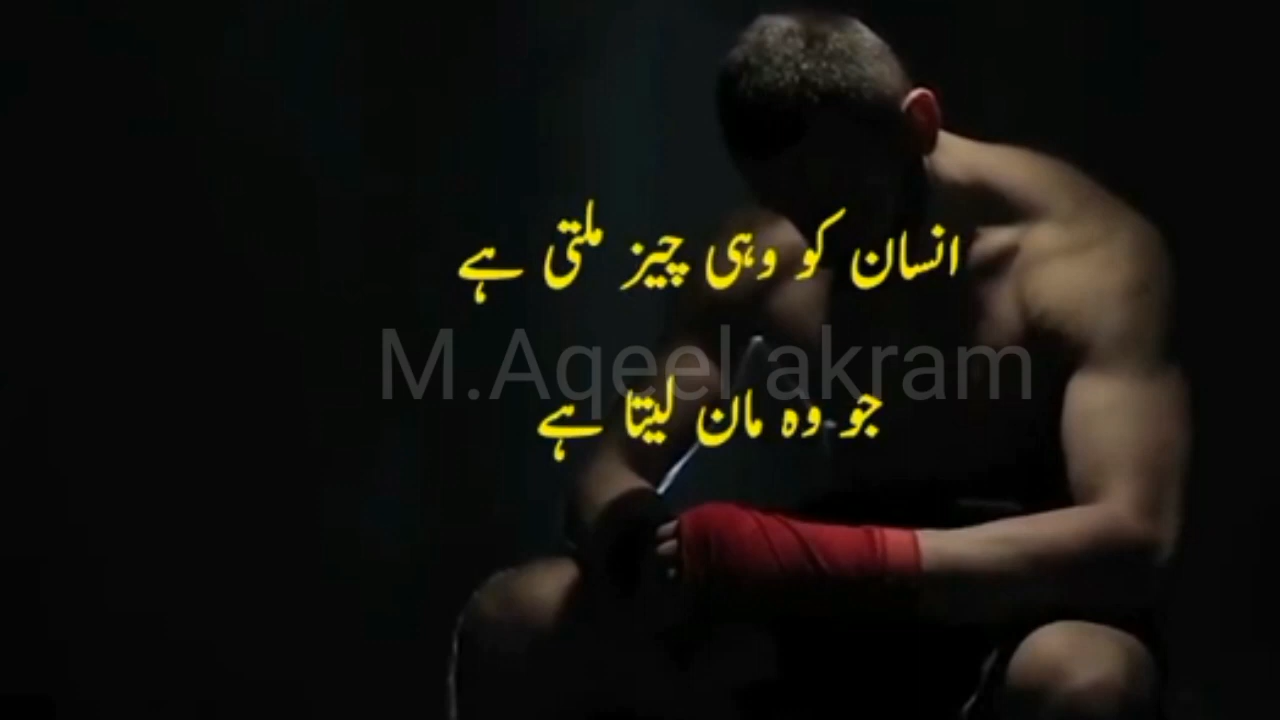 انسان کو وہی چیز ملتی ہے
M.Aqeel akram
جو وہ مان لیتا ہے